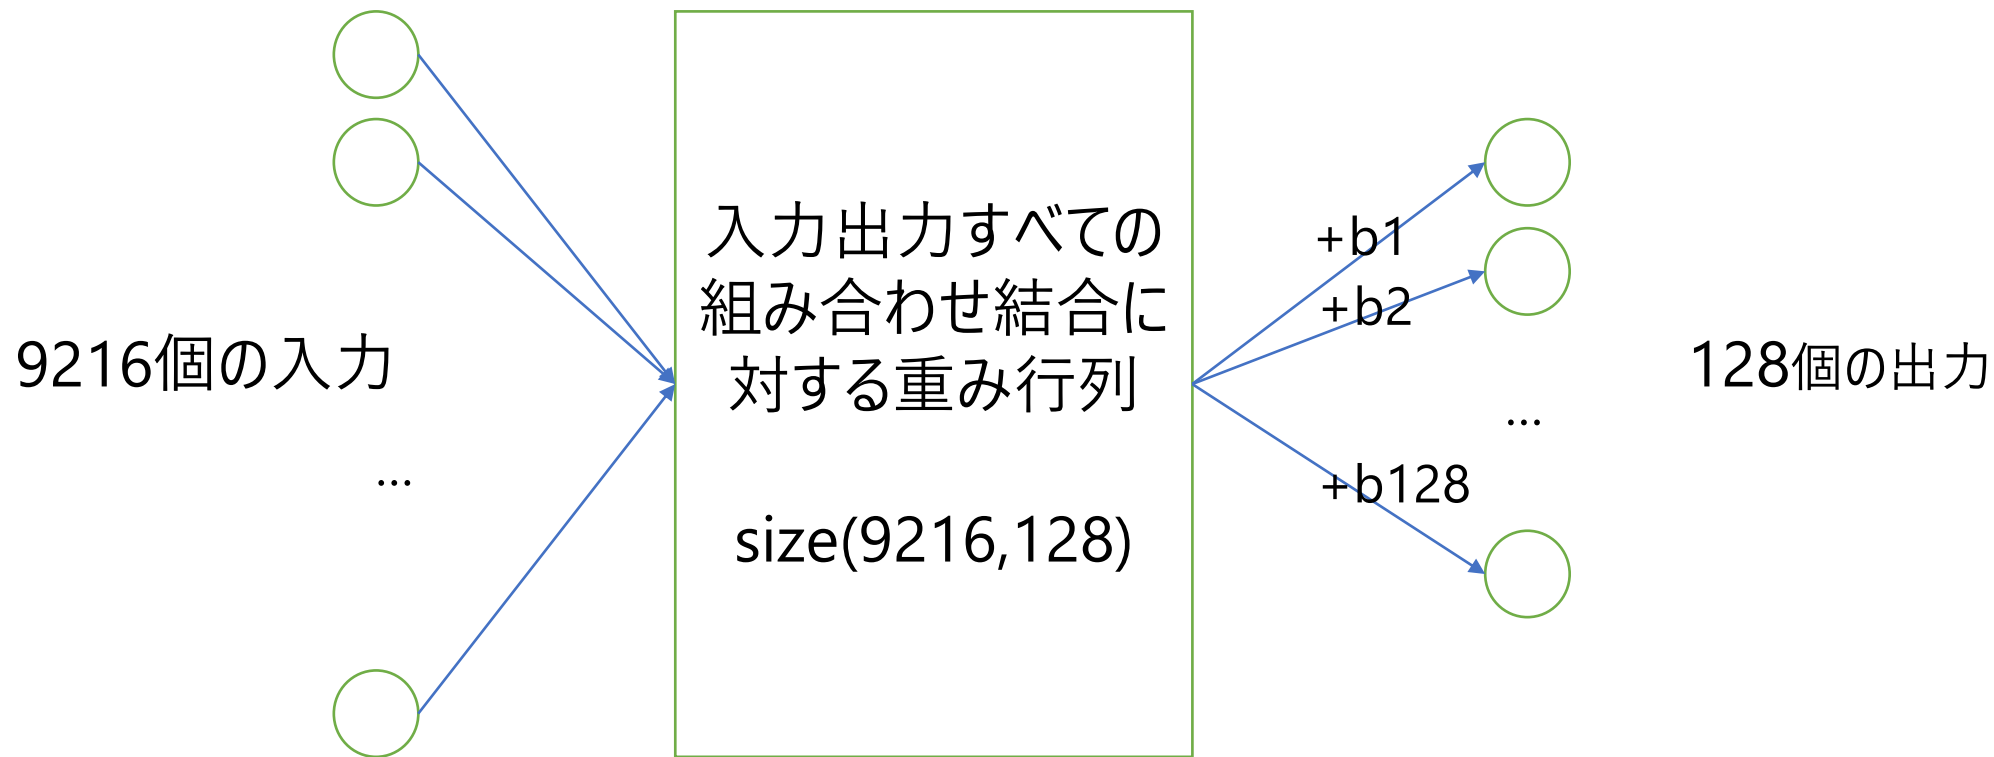 9216個の入力
…
入力出力すべての
組み合わせ結合に
対する重み行列
size(9216,128)
+b1
+b2
+b128
…
128個の出力